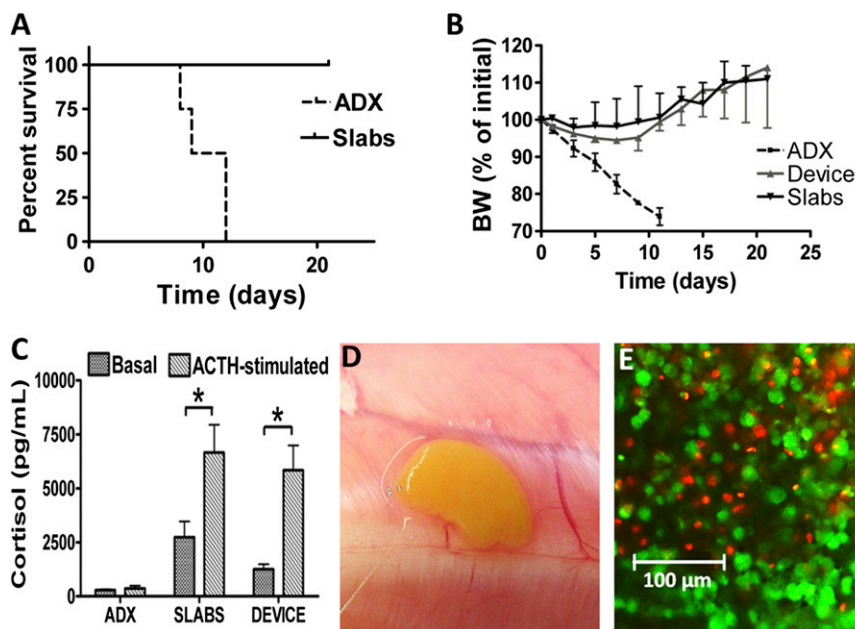 A
Percent survival
100
75
50
25
0
0
10
20
Time (days)
ADX
Slabs
B
BW (% of initial)
120
110
100
90
80
70
0
5
10
15
20
25
Time (days)
ADX
Device
Slabs
C
Basal
ACTH-stimulated
Cortisol (pg/mL)
10000
7500
5000
2500
0
*
*
ADX
SLABS
DEVICE
D
E
100 µm